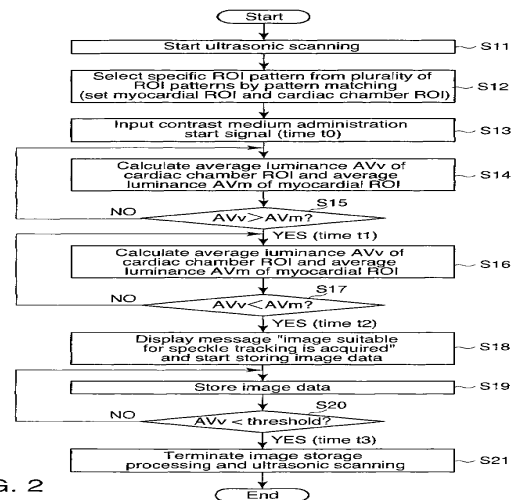 Start
Start ultrasonic scanning
S11
Select specific ROI pattern from plurality of
ROI patterns by pattern matching
(set myocardial ROI and cardiac chamber ROI)
S12
Input contrast medium administration
start signal (time t0)
S13
Calculate average luminance AVv of
cardiac chamber ROI and average
luminance AVm of myocardial ROI
S14
S15
NO
AVv>AVm?
YES (time t1)
Calculate average luminance AVv of
cardiac chamber ROI and average
luminance AVm of myocardial ROI
S16
S17
NO
AVv<AVm?
YES (time t2)
Display message "image suitable
for speckle tracking is acquired"
and start storing image data
S18
Store image data
S19
S20
NO
AVv < threshold?
YES (time t3)
Terminate image storage
processing and ultrasonic scanning
S21
G. 2
End